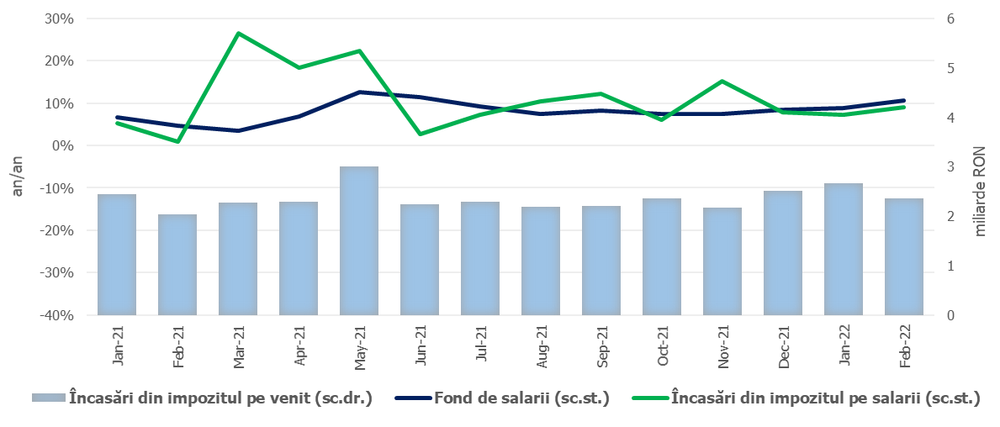 30%
20%
10%
0%
-10%
-20%
-30%
-40%
an/an
6
5
4
3
2
1
0
miliarde RON
Jan-21
Feb-21
Mar-21
Apr-21
May-21
Jun-21
Jul-21
Aug-21
Sep-21
Oct-21
Nov-21
Dec-21
Jan-22
Feb-22
Încasări din impozitul pe venit (sc.dr.)
Fond de salarii (sc.st.)
Încasări din impozitul pe salarii (sc.st.)